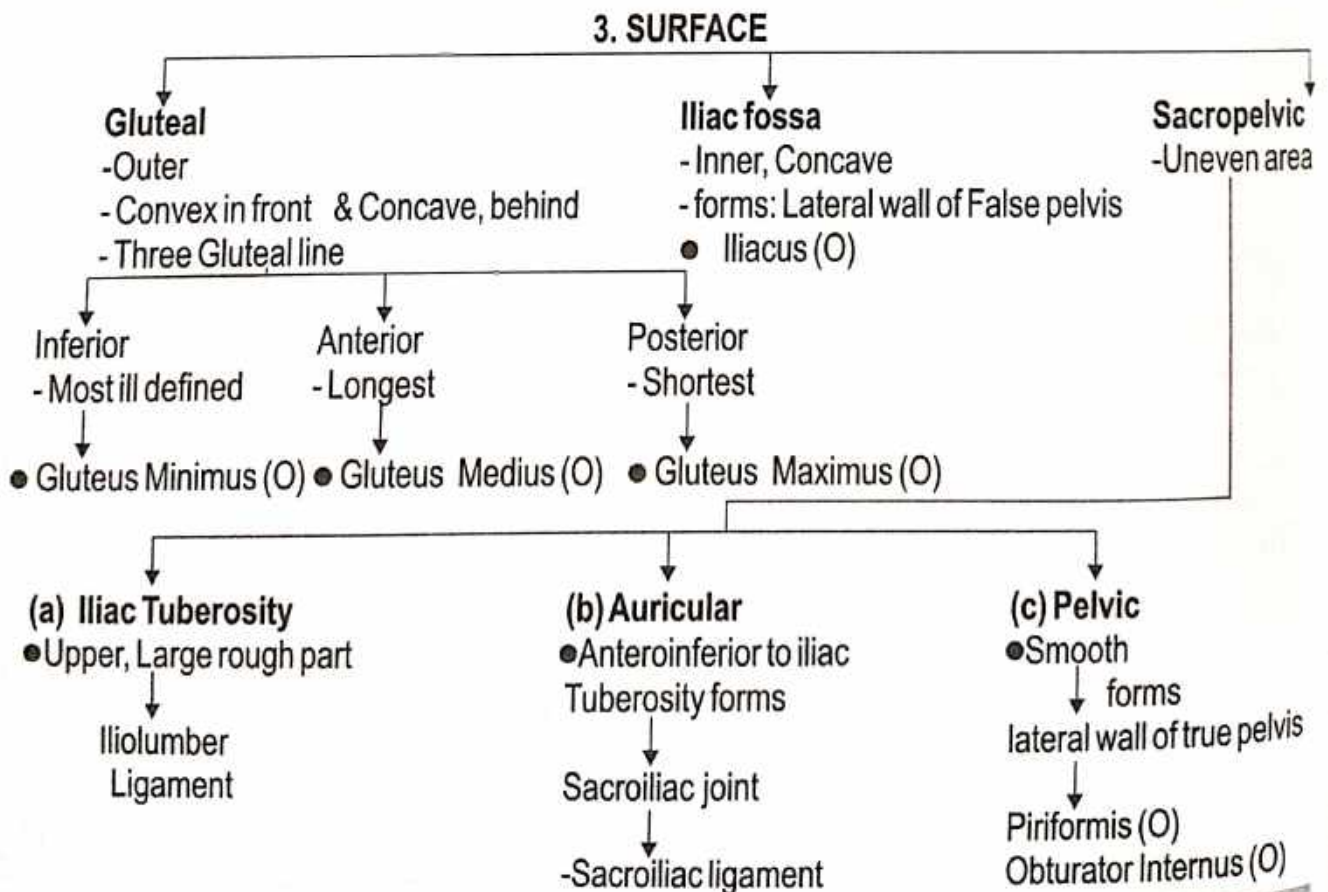 3. SURFACE
Gluteal
-Outer
-Convex in front & Concave, behind
- Three Gluteal line
Iliac fossa
- Inner, Concave
- forms: Lateral wall of False pelvis
● Iliacus (O)
Sacropelvic
-Uneven area
Inferior
- Most ill defined
● Gluteus Minimus (O)
Anterior
- Longest
● Gluteus Medius (O)
Posterior
- Shortest
● Gluteus Maximus (O)
(a) Iliac Tuberosity
●Upper, Large rough part
Iliolumber
Ligament
(b) Auricular
●Anteroinferior to iliac
Tuberosity forms
Sacroiliac joint
-Sacroiliac ligament
(c) Pelvic
●Smooth
forms
lateral wall of true pelvis
Piriformis (O)
Obturator Internus (O)